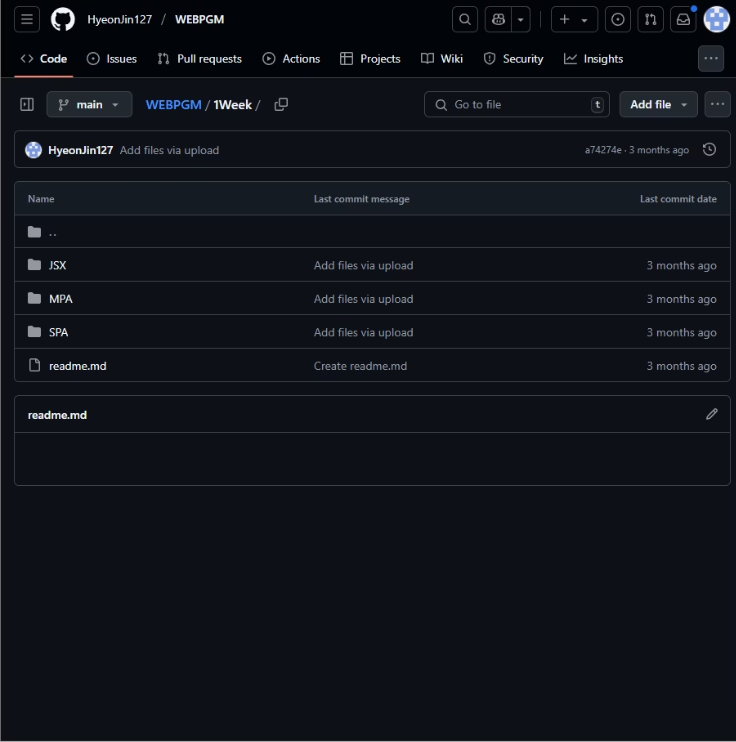 HyeonJin127 / WEBPGM
Code Issues Pull requests Actions Projects Wiki Security Insights
main WEBPGM / 1Week / Go to file t Add file
HyeonJin127 Add files via upload a74274e · 3 months ago
Name Last commit message Last commit date
..
JSX Add files via upload 3 months ago
MPA Add files via upload 3 months ago
SPA Add files via upload 3 months ago
readme.md Create readme.md 3 months ago
readme.md